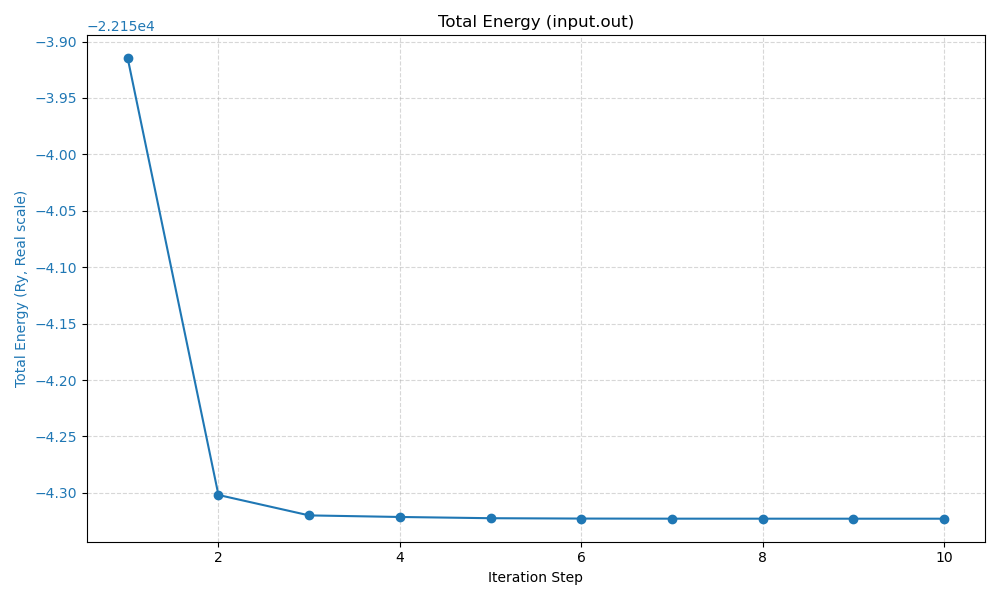 Total Energy (input.out)
−2.215e4
−3.90
−3.95
−4.00
−4.05
−4.10
−4.15
−4.20
−4.25
−4.30
Total Energy (Ry, Real scale)
2 4 6 8 10
Iteration Step